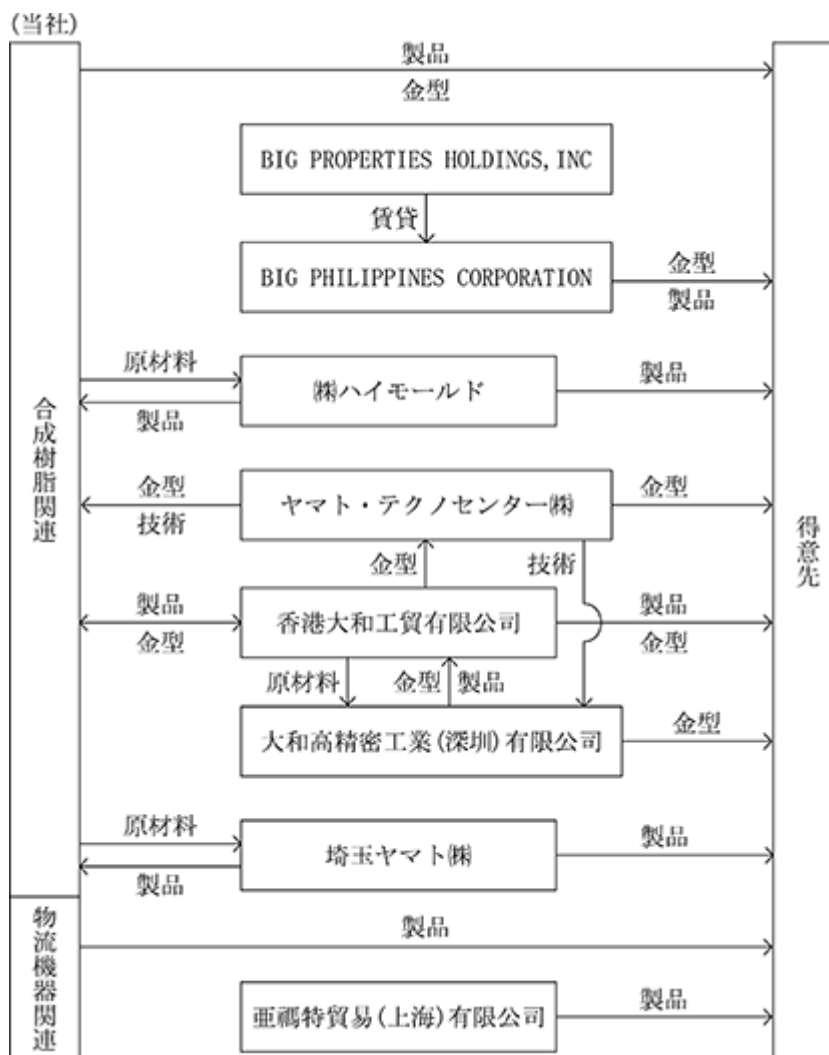 (当社)
製品
金型
BIG PROPERTIES HOLDINGS, INC
賃貸
BIG PHILIPPINES CORPORATION
金型
製品
原材料
㈱ハイモールド
製品
製品
合成樹脂関連
金型
技術
ヤマト・テクノセンター㈱
金型
金型
技術
得意先
製品
金型
香港大和工貿有限公司
製品
金型
原材料
金型
製品
大和高精密工業(深圳)有限公司
金型
原材料
埼玉ヤマト㈱
製品
製品
物流機器関連
製品
亜禡特貿易(上海)有限公司
製品